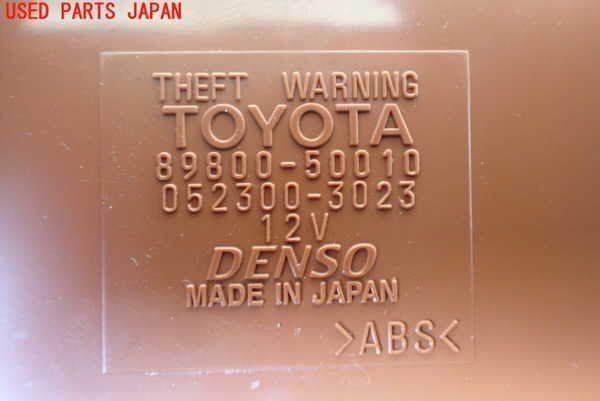 USED PARTS JAPAN
THEFT WARNING
TOYOTA
89800-50010
052300-3023
12V
DENSO
MADE IN JAPAN
>ABS<